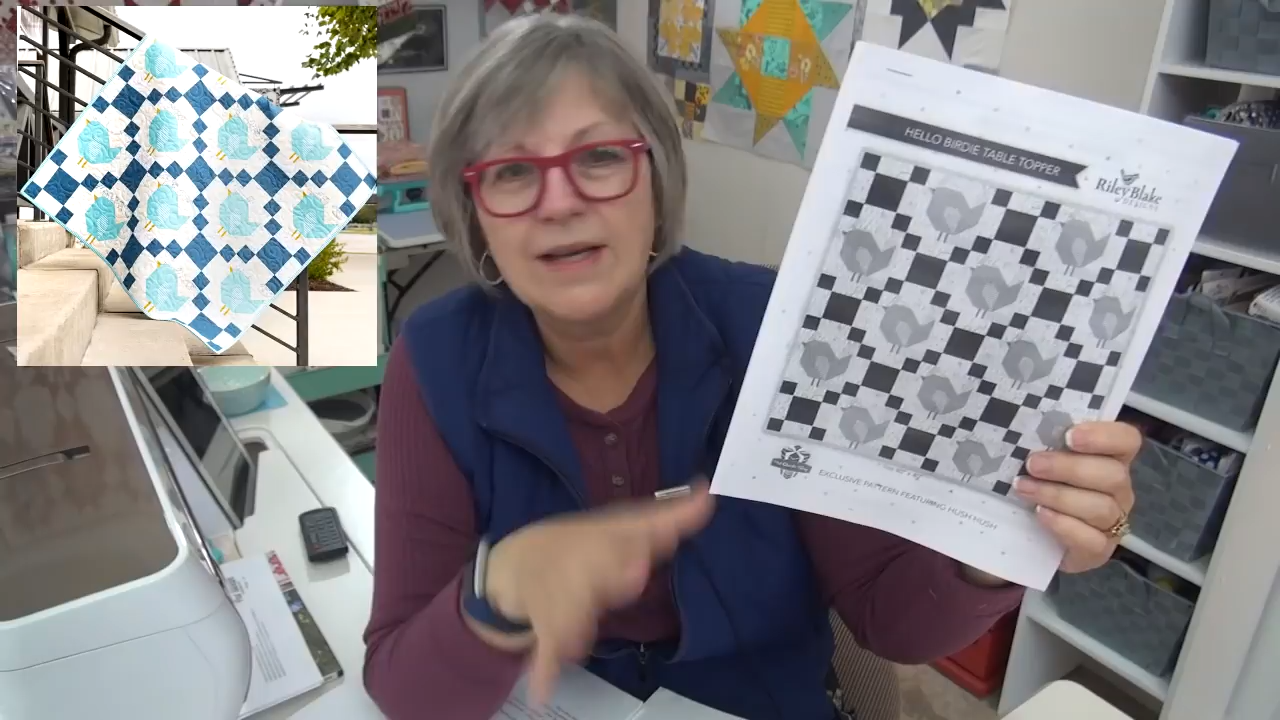 HELLO BIRDIE TABLE TOPPER
RILEY BLAKE
DESIGNS
EXCLUSIVE PATTERN FEATURING HUSH HUSH